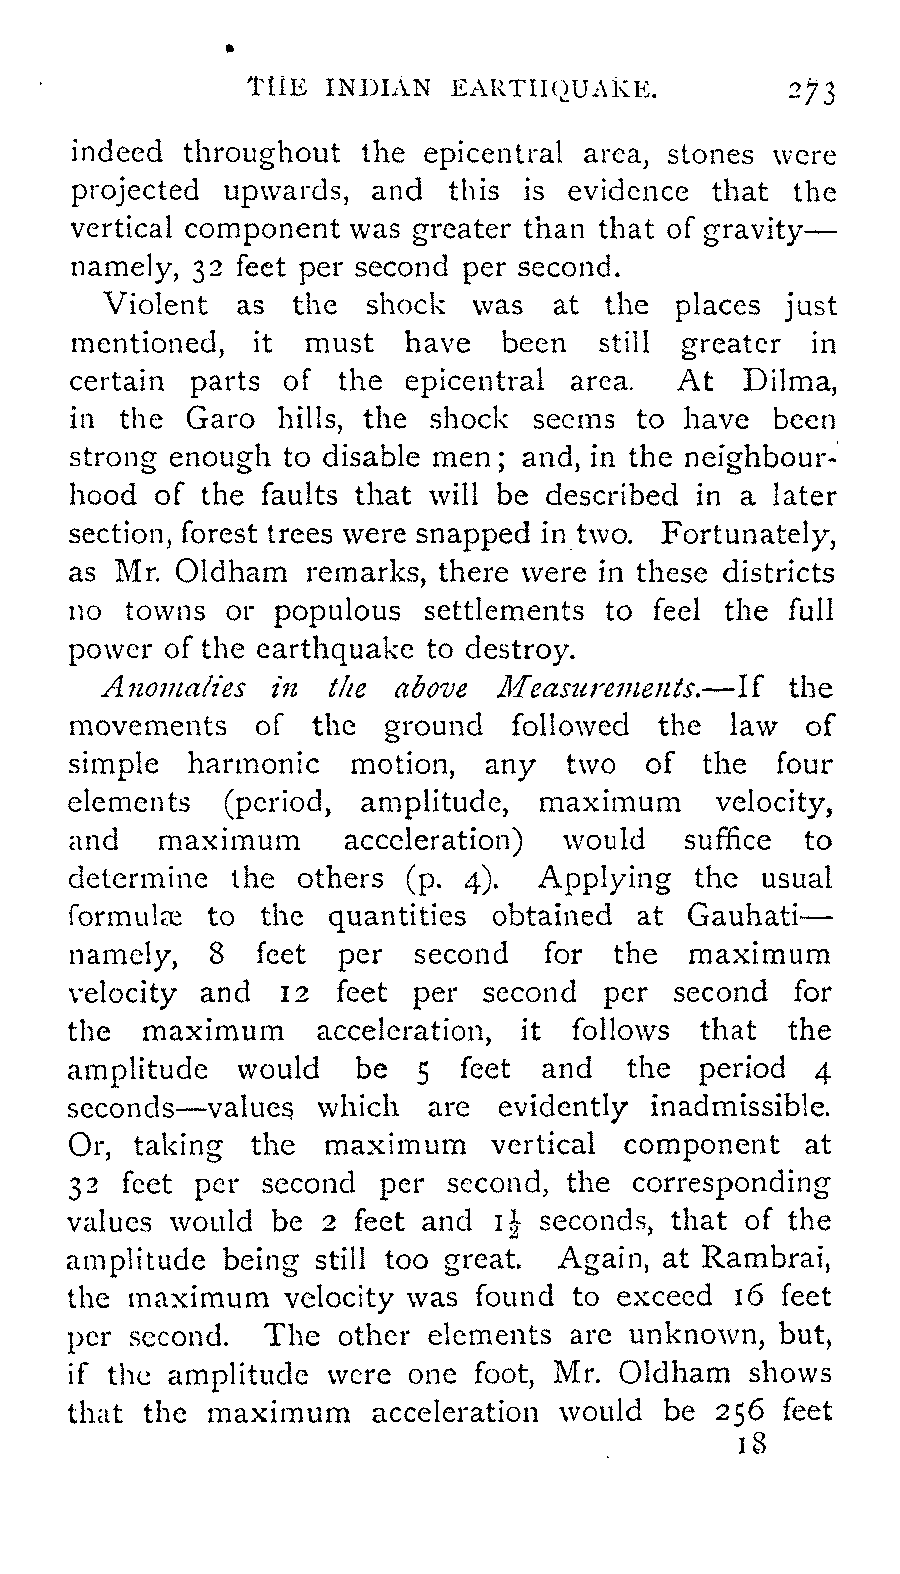 THE INDIAN EARTHQUAKE. 273
indeed throughout the epicentral area, stones were
projected upwards, and this is evidence that the
vertical component was greater than that of gravity—
namely, 32 feet per second per second.
Violent as the shock was at the places just
mentioned, it must have been still greater in
certain parts of the epicentral area. At Dilma,
in the Garo hills, the shock seems to have been
strong enough to disable men; and, in the neighbour-
hood of the faults that will be described in a later
section, forest trees were snapped in two. Fortunately,
as Mr. Oldham remarks, there were in these districts
no towns or populous settlements to feel the full
power of the earthquake to destroy.
Anomalies in the above Measurements.—If the
movements of the ground followed the law of
simple harmonic motion, any two of the four
elements (period, amplitude, maximum velocity,
and maximum acceleration) would suffice to
determine the others (p. 4). Applying the usual
formulæ to the quantities obtained at Gauhati—
namely, 8 feet per second for the maximum
velocity and 12 feet per second per second for
the maximum acceleration, it follows that the
amplitude would be 5 feet and the period 4
seconds—values which are evidently inadmissible.
Or, taking the maximum vertical component at
32 feet per second per second, the corresponding
values would be 2 feet and 1½ seconds, that of the
amplitude being still too great. Again, at Rambrai,
the maximum velocity was found to exceed 16 feet
per second. The other elements are unknown, but,
if the amplitude were one foot, Mr. Oldham shows
that the maximum acceleration would be 256 feet
18